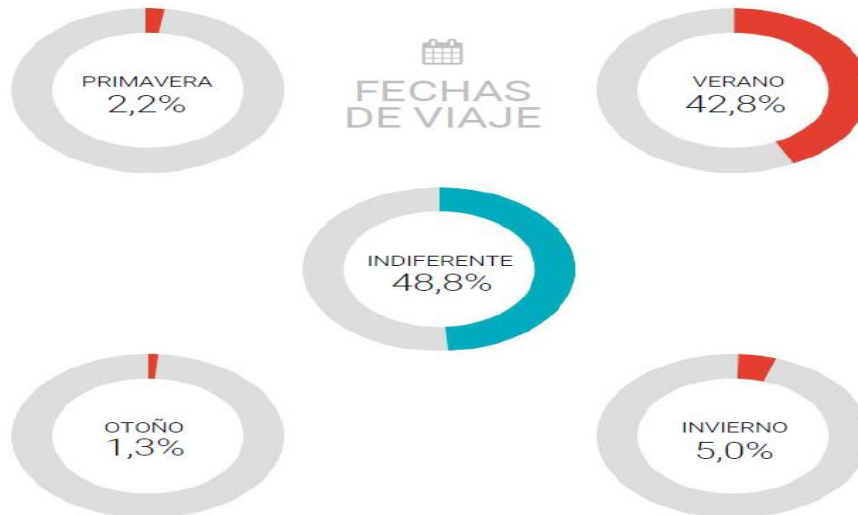 PRIMAVERA
2,2%
FECHAS
DE VIAJE
VERANO
42,8%
INDIFERENTE
48,8%
OTOÑO
1,3%
INVIERNO
5,0%